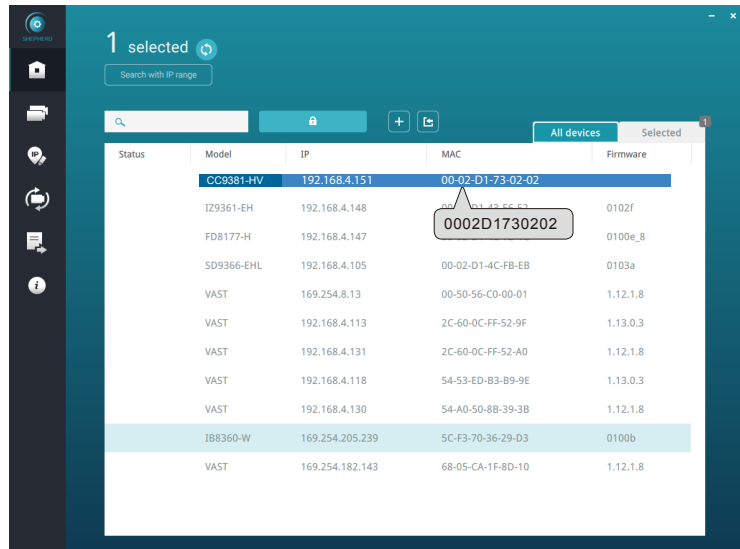 SHEPHERD
1 selected
Search with IP range
All devices Selected 1
Status Model IP MAC Firmware
CC9381-HV 192.168.4.151 00-02-D1-73-02-02
IZ9361-EH 192.168.4.148 0102f
0002D1730202
FD8177-H 192.168.4.147 0100e_8
SD9366-EHL 192.168.4.105 00-02-D1-4C-FB-EB 0103a
VAST 169.254.8.13 00-50-56-C0-00-01 1.12.1.8
VAST 192.168.4.113 2C-60-0C-FF-52-9F 1.13.0.3
VAST 192.168.4.131 2C-60-0C-FF-52-A0 1.12.1.8
VAST 192.168.4.118 54-53-ED-B3-B9-9E 1.13.0.3
VAST 192.168.4.130 54-A0-50-8B-39-3B 1.12.1.8
IB8360-W 169.254.205.239 5C-F3-70-36-29-D3 0100b
VAST 169.254.182.143 68-05-CA-1F-8D-10 1.12.1.8